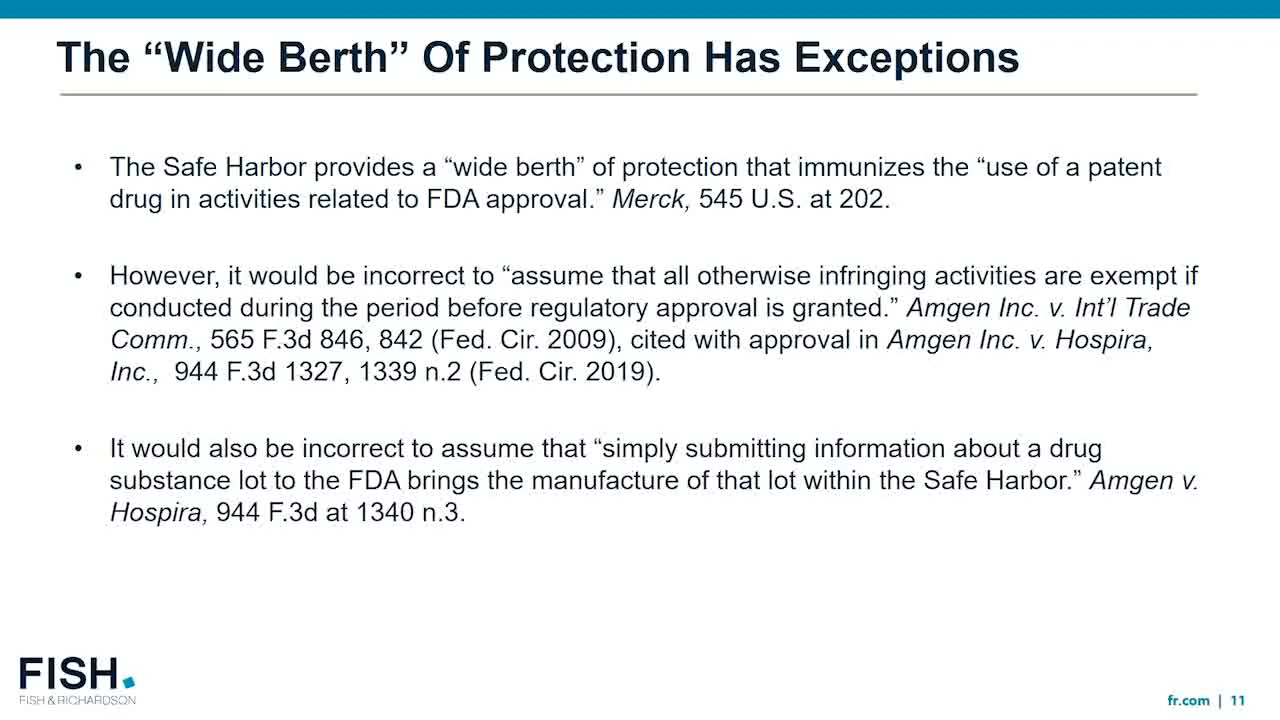 The “Wide Berth” Of Protection Has Exceptions
• The Safe Harbor provides a “wide berth” of protection that immunizes the “use of a patent
drug in activities related to FDA approval.” Merck, 545 U.S. at 202.
• However, it would be incorrect to “assume that all otherwise infringing activities are exempt if
conducted during the period before regulatory approval is granted.” Amgen Inc. v. Int’l Trade
Comm., 565 F.3d 846, 842 (Fed. Cir. 2009), cited with approval in Amgen Inc. v. Hospira,
Inc., 944 F.3d 1327, 1339 n.2 (Fed. Cir. 2019).
• It would also be incorrect to assume that “simply submitting information about a drug
substance lot to the FDA brings the manufacture of that lot within the Safe Harbor.” Amgen v.
Hospira, 944 F.3d at 1340 n.3.
FISH.
FISH & RICHARDSON
fr.com | 11